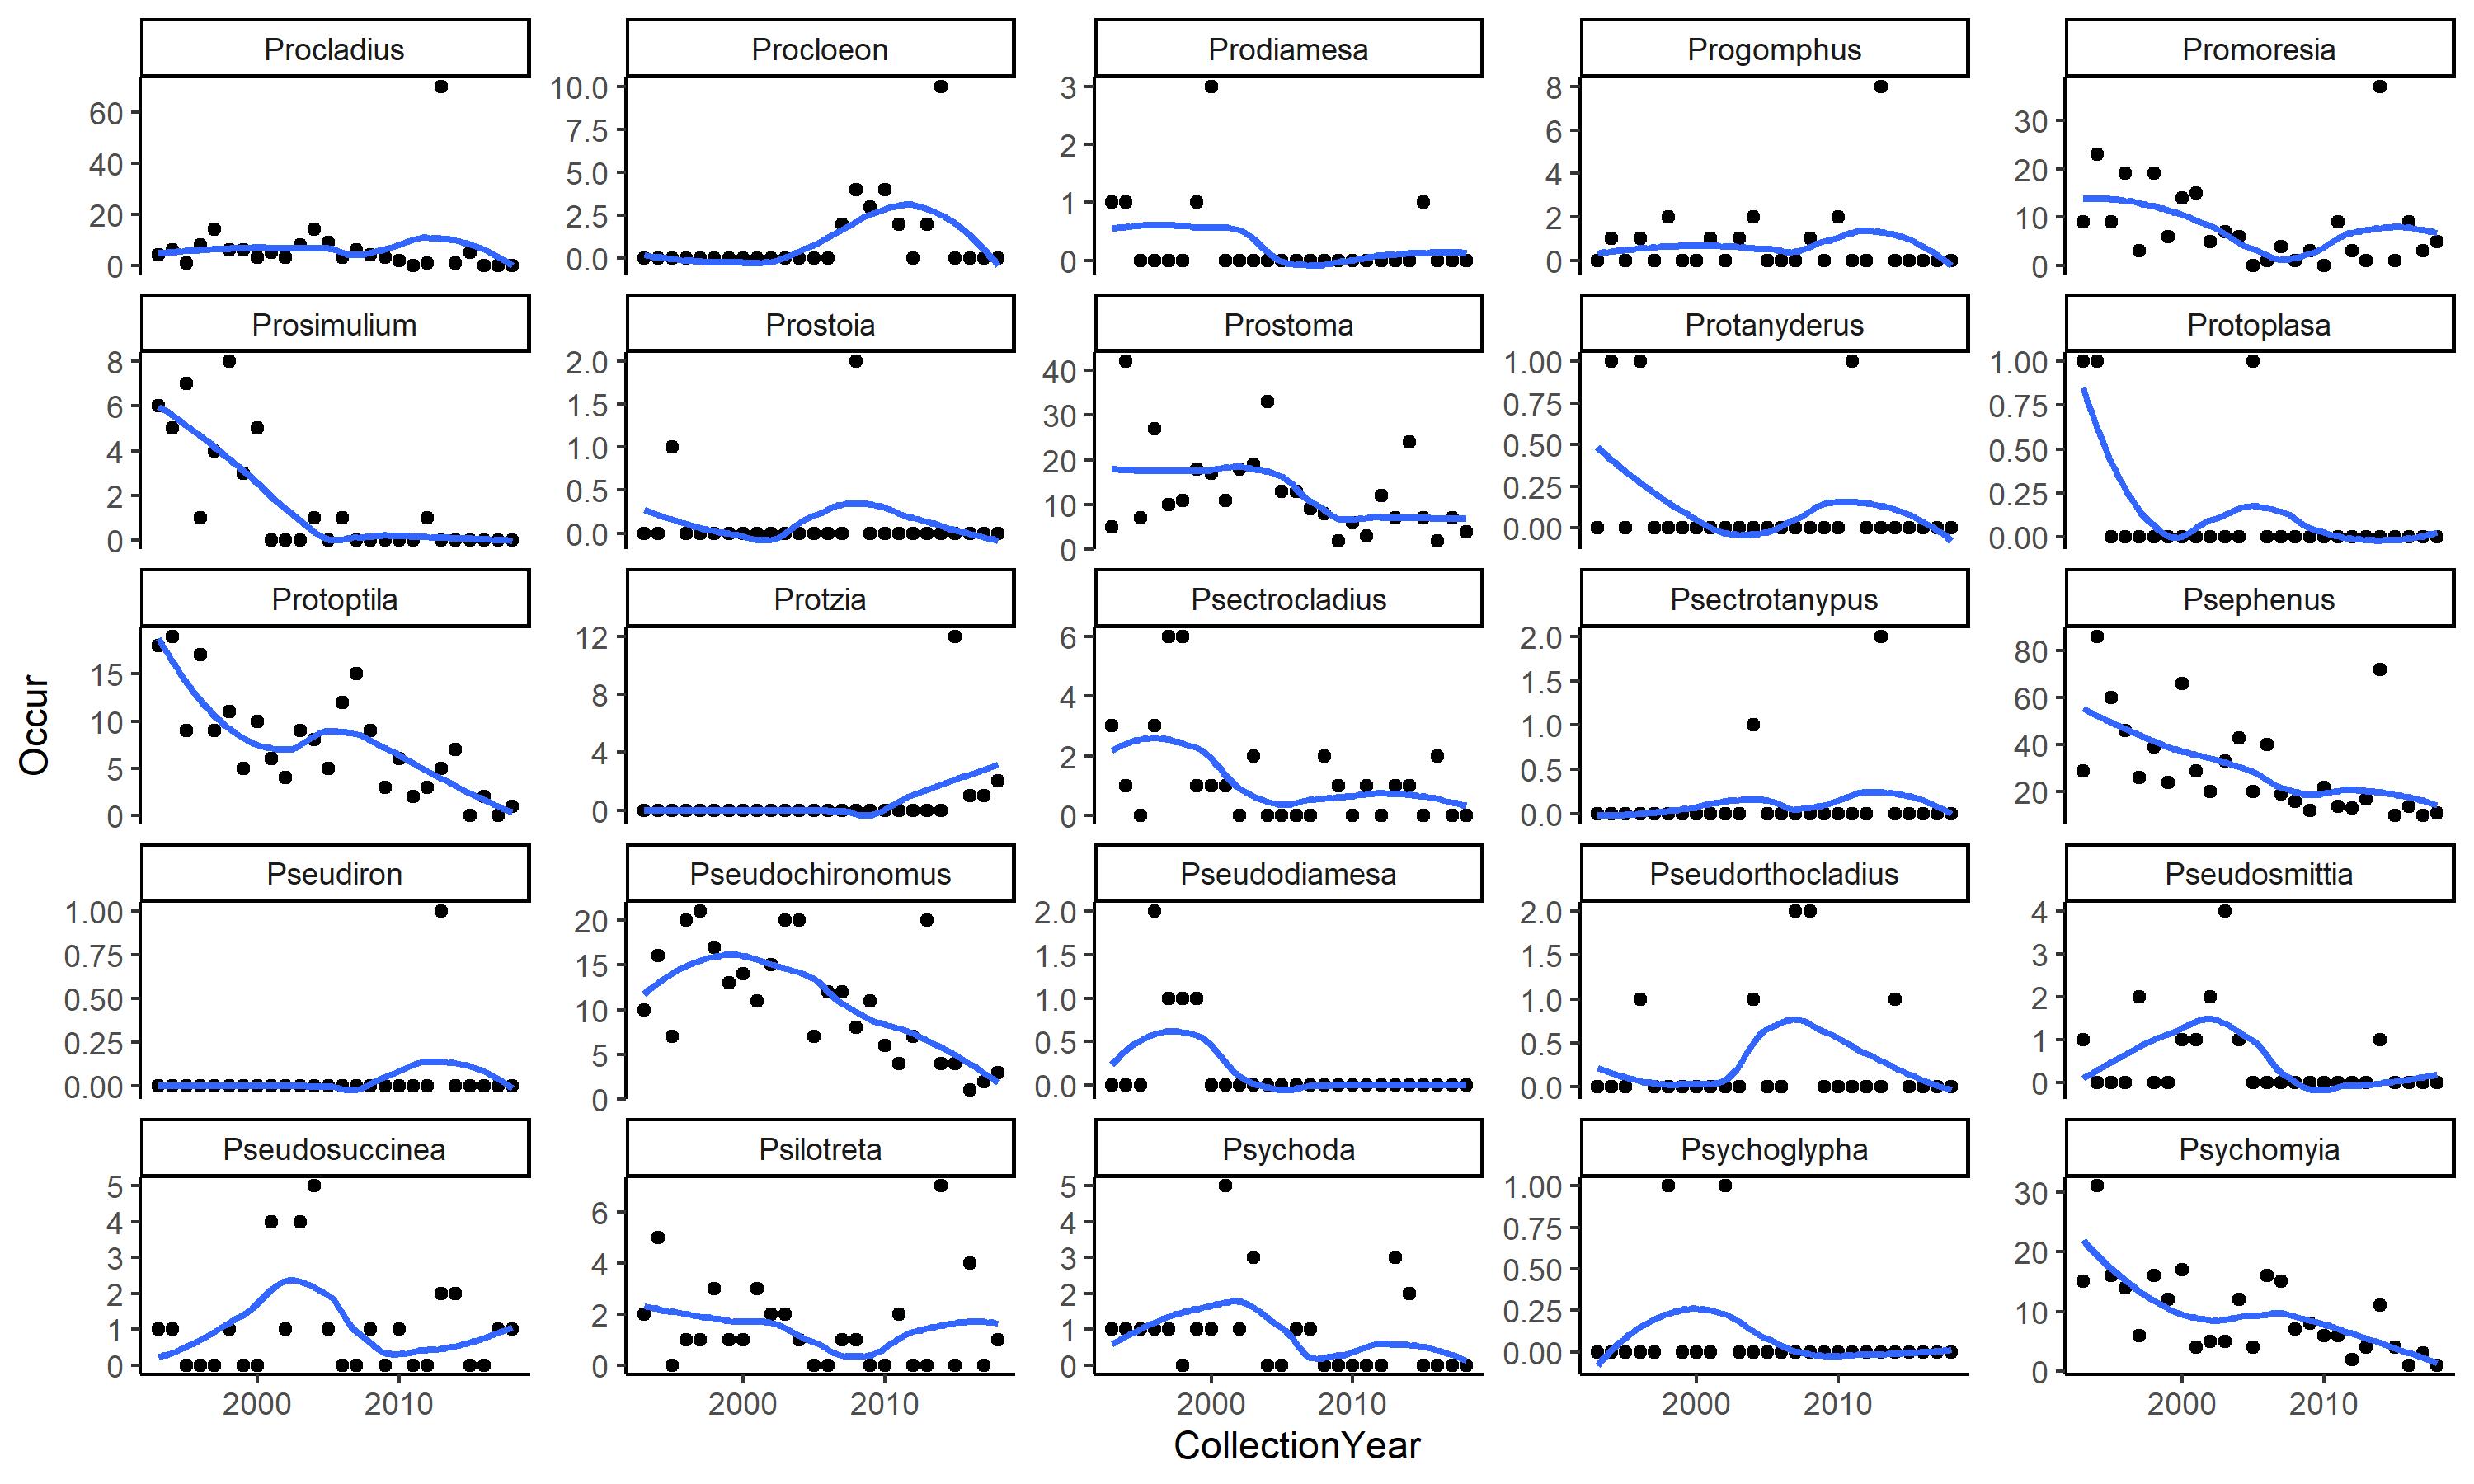 Procladius Procloeon Prodiamesa Progomphus Promoresia
60 40 20 0
10.0 7.5 5.0 2.5 0.0
3 2 1 0
8 6 4 2 0
30 20 10 0
Prosimulium Prostoia Prostoma Protanyderus Protoplasa
8 6 4 2 0
2.0 1.5 1.0 0.5 0.0
40 30 20 10 0
1.00 0.75 0.50 0.25 0.00
1.00 0.75 0.50 0.25 0.00
Protoptila Protzia Psectrocladius Psectrotanypus Psephenus
15 10 5 0
12 8 4 0
6 4 2 0
2.0 1.5 1.0 0.5 0.0
80 60 40 20
Occur
Pseudiron Pseudochironomus Pseudodiamesa Pseudorthocladius Pseudosmittia
1.00 0.75 0.50 0.25 0.00
20 15 10 5 0
2.0 1.5 1.0 0.5 0.0
2.0 1.5 1.0 0.5 0.0
4 3 2 1 0
Pseudosuccinea Psilotreta Psychoda Psychoglypha Psychomyia
5 4 3 2 1 0
6 4 2 0
5 4 3 2 1 0
1.00 0.75 0.50 0.25 0.00
30 20 10 0
2000 2010 2000 2010 2000 2010 2000 2010 2000 2010
CollectionYear